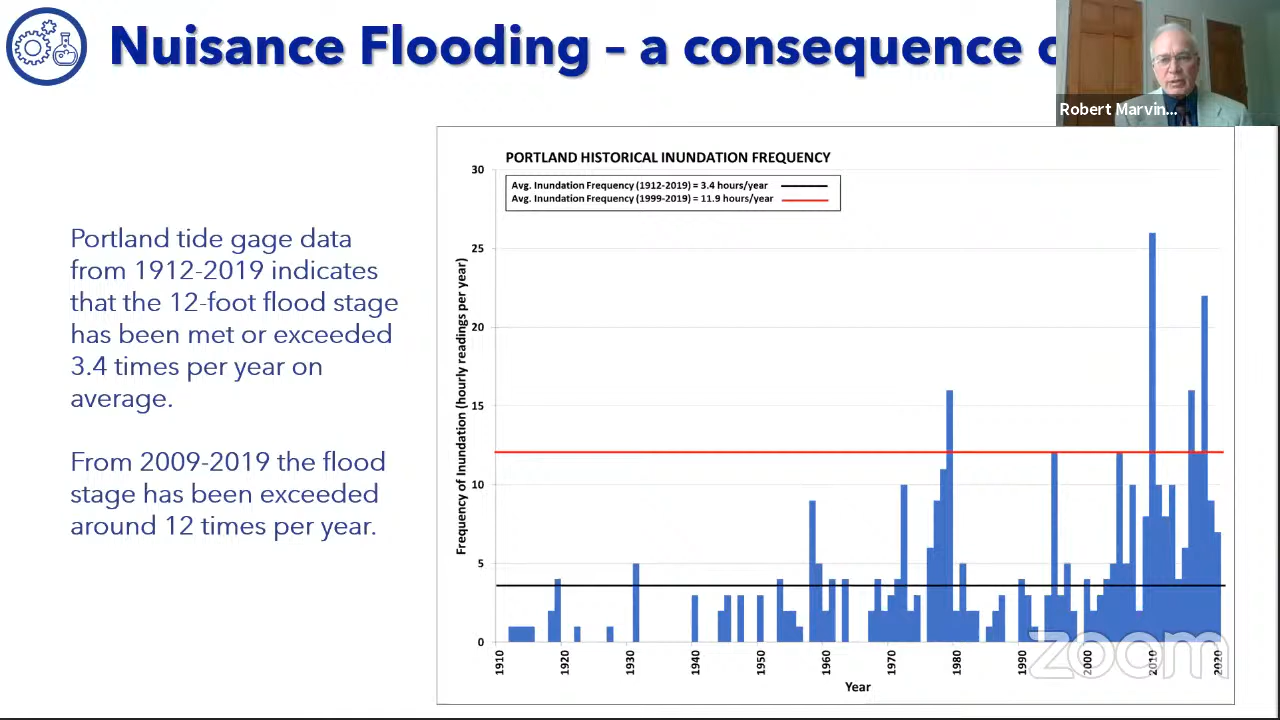 Nuisance Flooding – a consequence
Robert Marvin...
Portland tide gage data
from 1912-2019 indicates
that the 12-foot flood stage
has been met or exceeded
3.4 times per year on
average.
From 2009-2019 the flood
stage has been exceeded
around 12 times per year.
PORTLAND HISTORICAL INUNDATION FREQUENCY
Avg. Inundation Frequency (1912-2019) = 3.4 hours/year
Avg. Inundation Frequency (1999-2019) = 11.9 hours/year
Frequency of Inundation (hourly readings per year)
30
25
20
15
10
5
0
1910
1920
1930
1940
1950
1960
1970
1980
1990
2000
2010
2020
Year
zoom